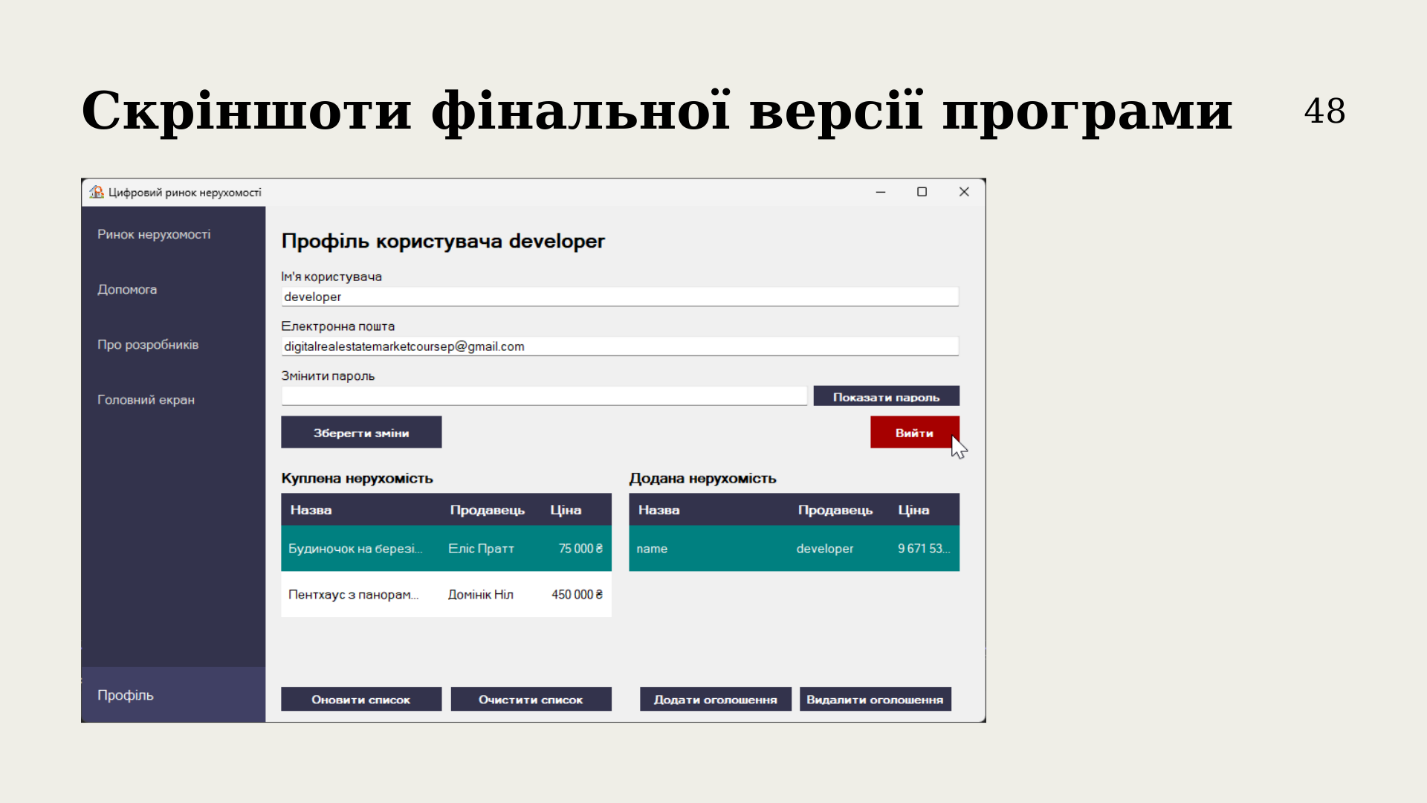 Скріншоти фінальної версії програми
48
Цифровий ринок нерухомості
Ринок нерухомості
Допомога
Про розробників
Головний екран
Профіль
Профіль користувача developer
Ім'я користувача
developer
Електронна пошта
digitalrealestatemarketcoursep@gmail.com
Змінити пароль
Показати пароль
Зберегти зміни
Вийти
Куплена нерухомість
Назва Продавець Ціна
Будиночок на березі... Еліс Пратт 75 000 ₴
Пентхаус з панорам... Домінік Ніл 450 000 ₴
Оновити список
Очистити список
Додана нерухомість
Назва Продавець Ціна
name developer 9 671 53...
Додати оголошення
Видалити оголошення